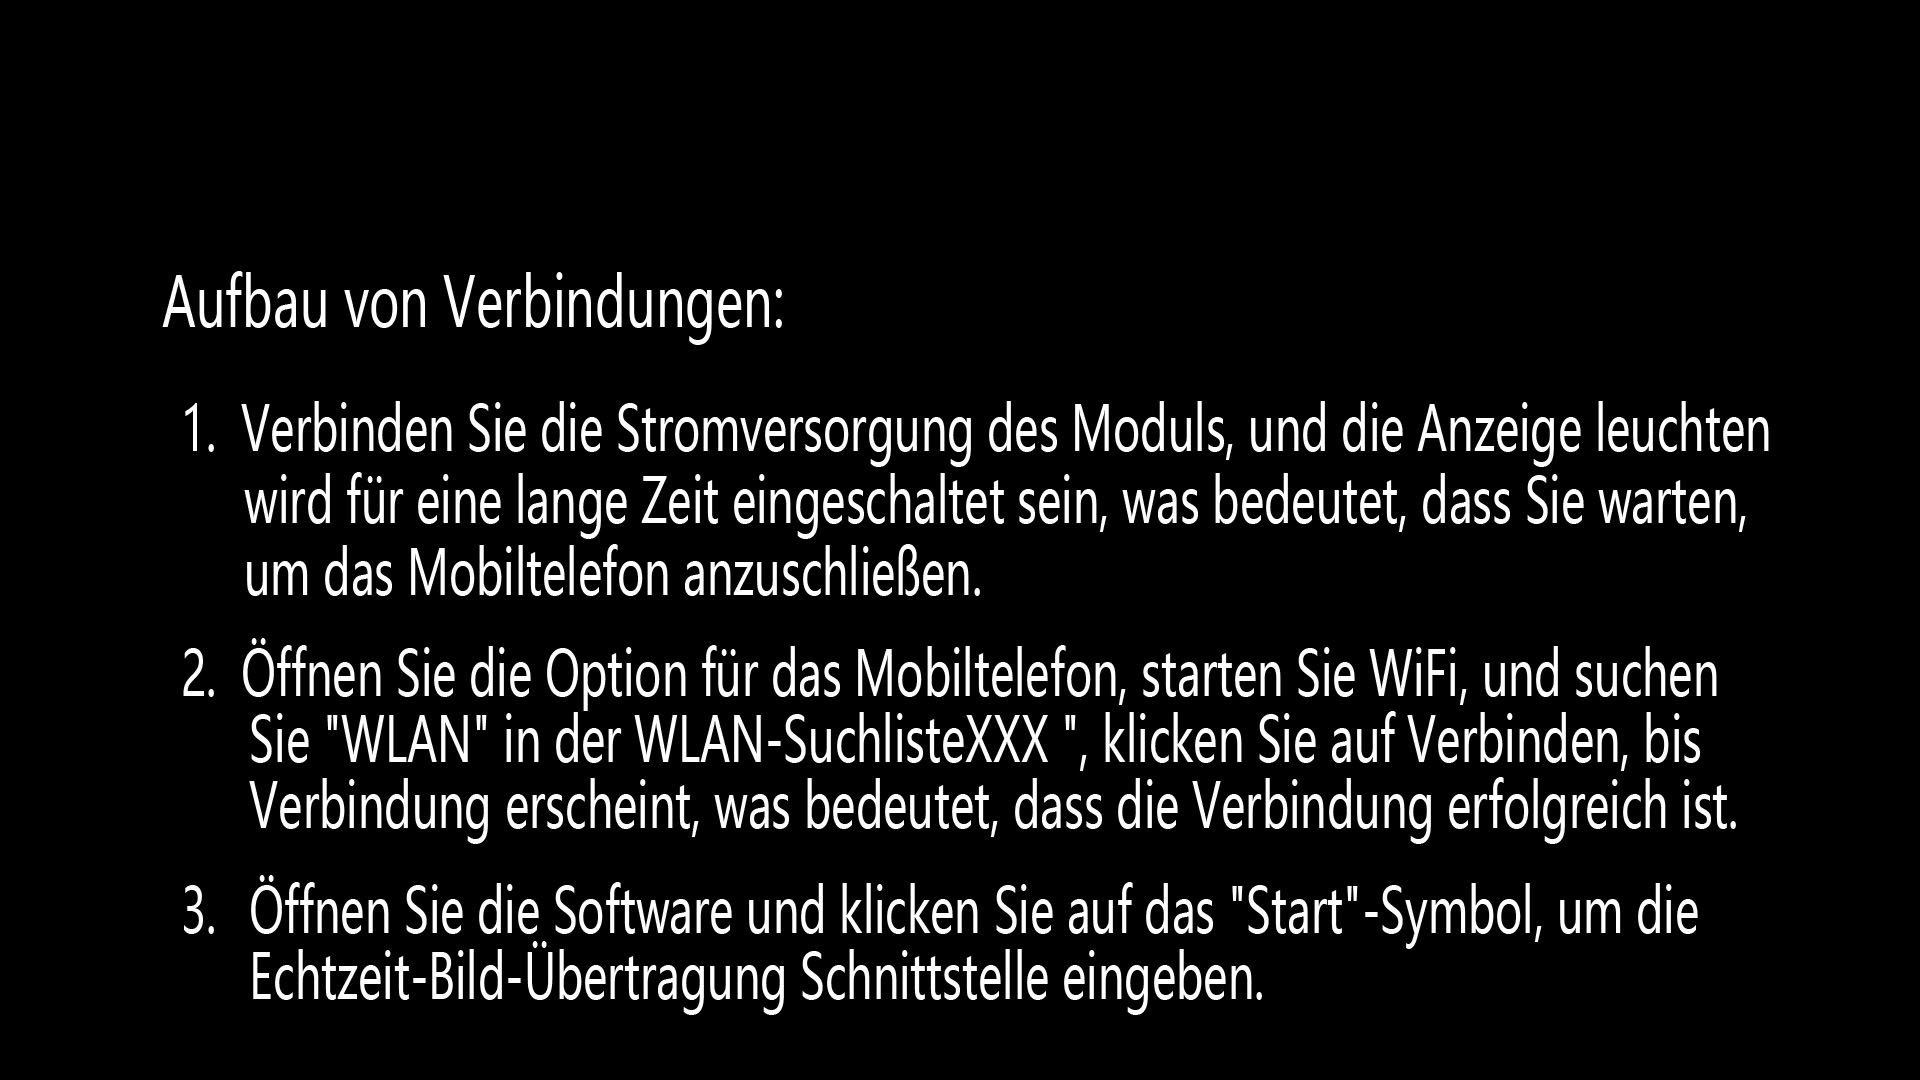 Aufbau von Verbindungen:
1. Verbinden Sie die Stromversorgung des Moduls, und die Anzeige leuchten
wird für eine lange Zeit eingeschaltet sein, was bedeutet, dass Sie warten,
um das Mobiltelefon anzuschließen.
2. Öffnen Sie die Option für das Mobiltelefon, starten Sie WiFi, und suchen
Sie "WLAN" in der WLAN-SuchlisteXXX ", klicken Sie auf Verbinden, bis
Verbindung erscheint, was bedeutet, dass die Verbindung erfolgreich ist.
3. Öffnen Sie die Software und klicken Sie auf das "Start"-Symbol, um die
Echtzeit-Bild-Übertragung Schnittstelle eingeben.